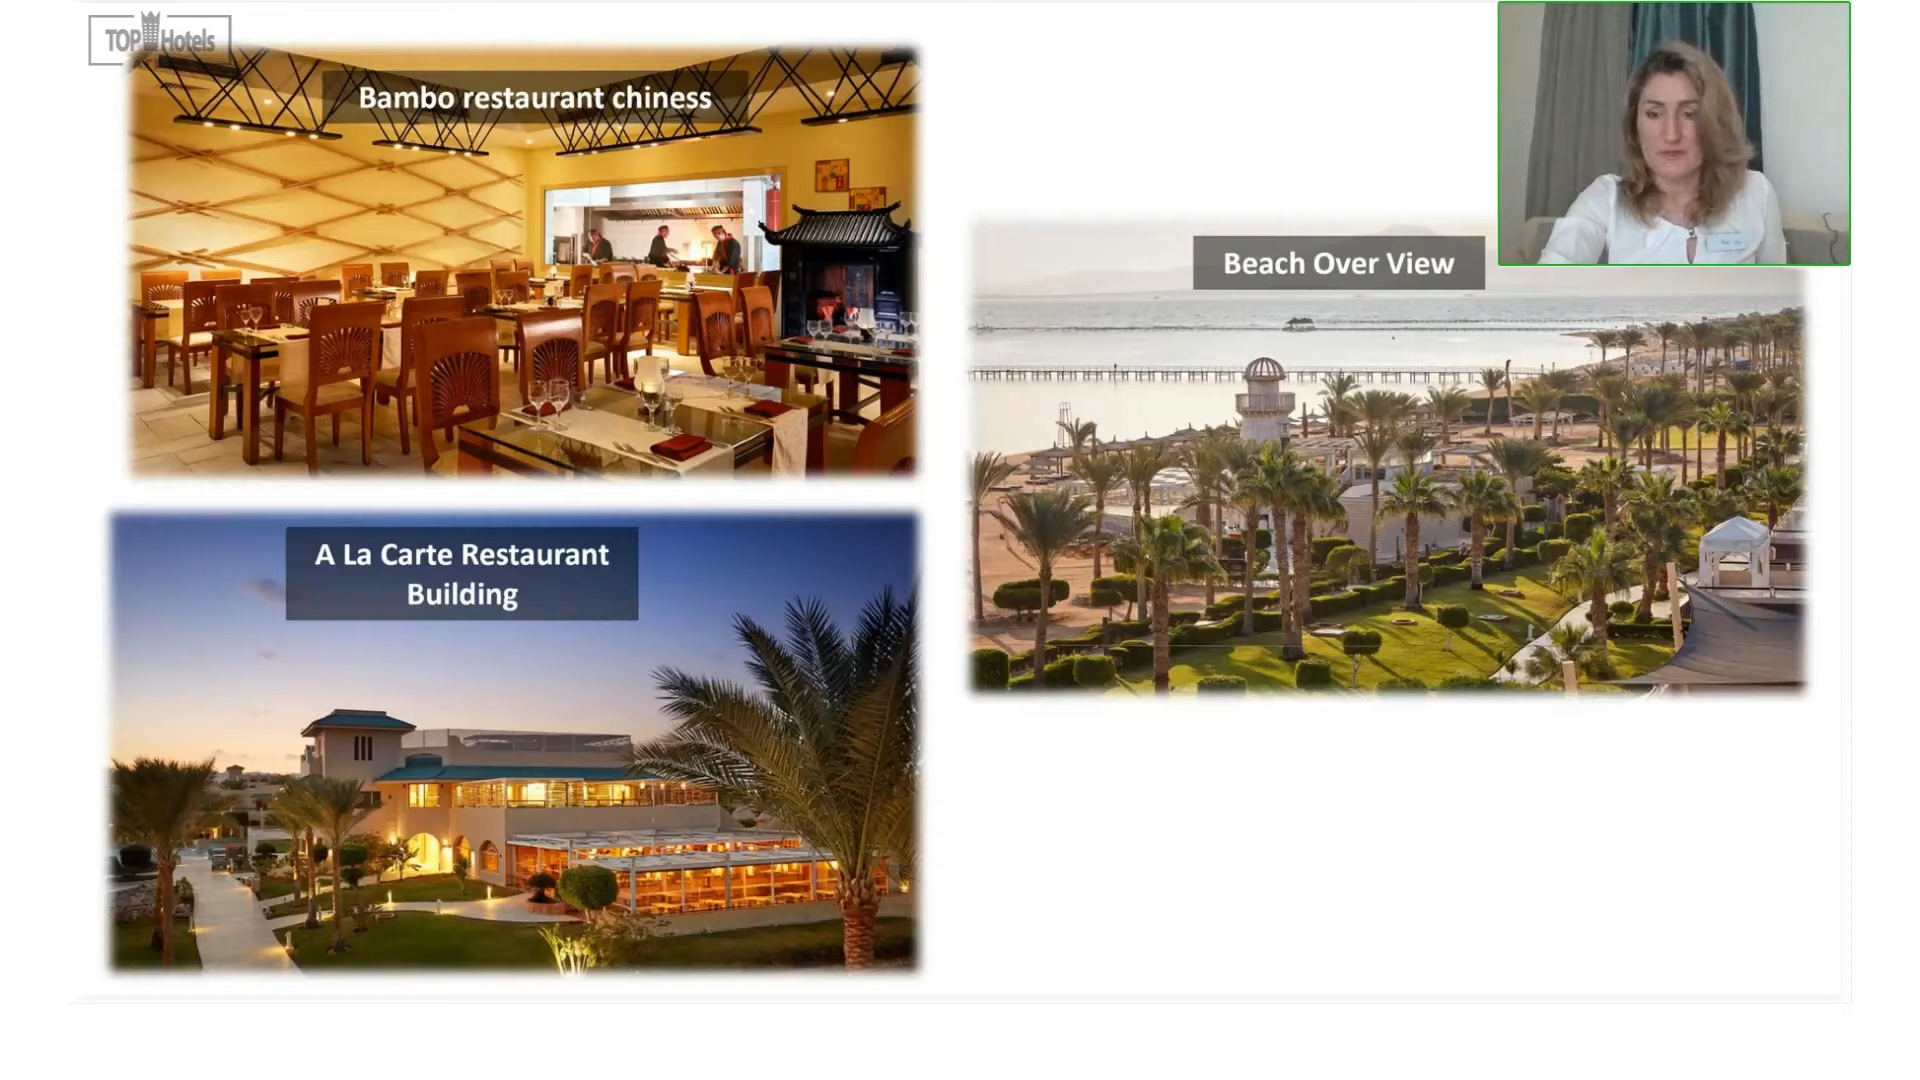 TOP Hotels
Bambo restaurant chiness
Beach Over View
A La Carte Restaurant
Building